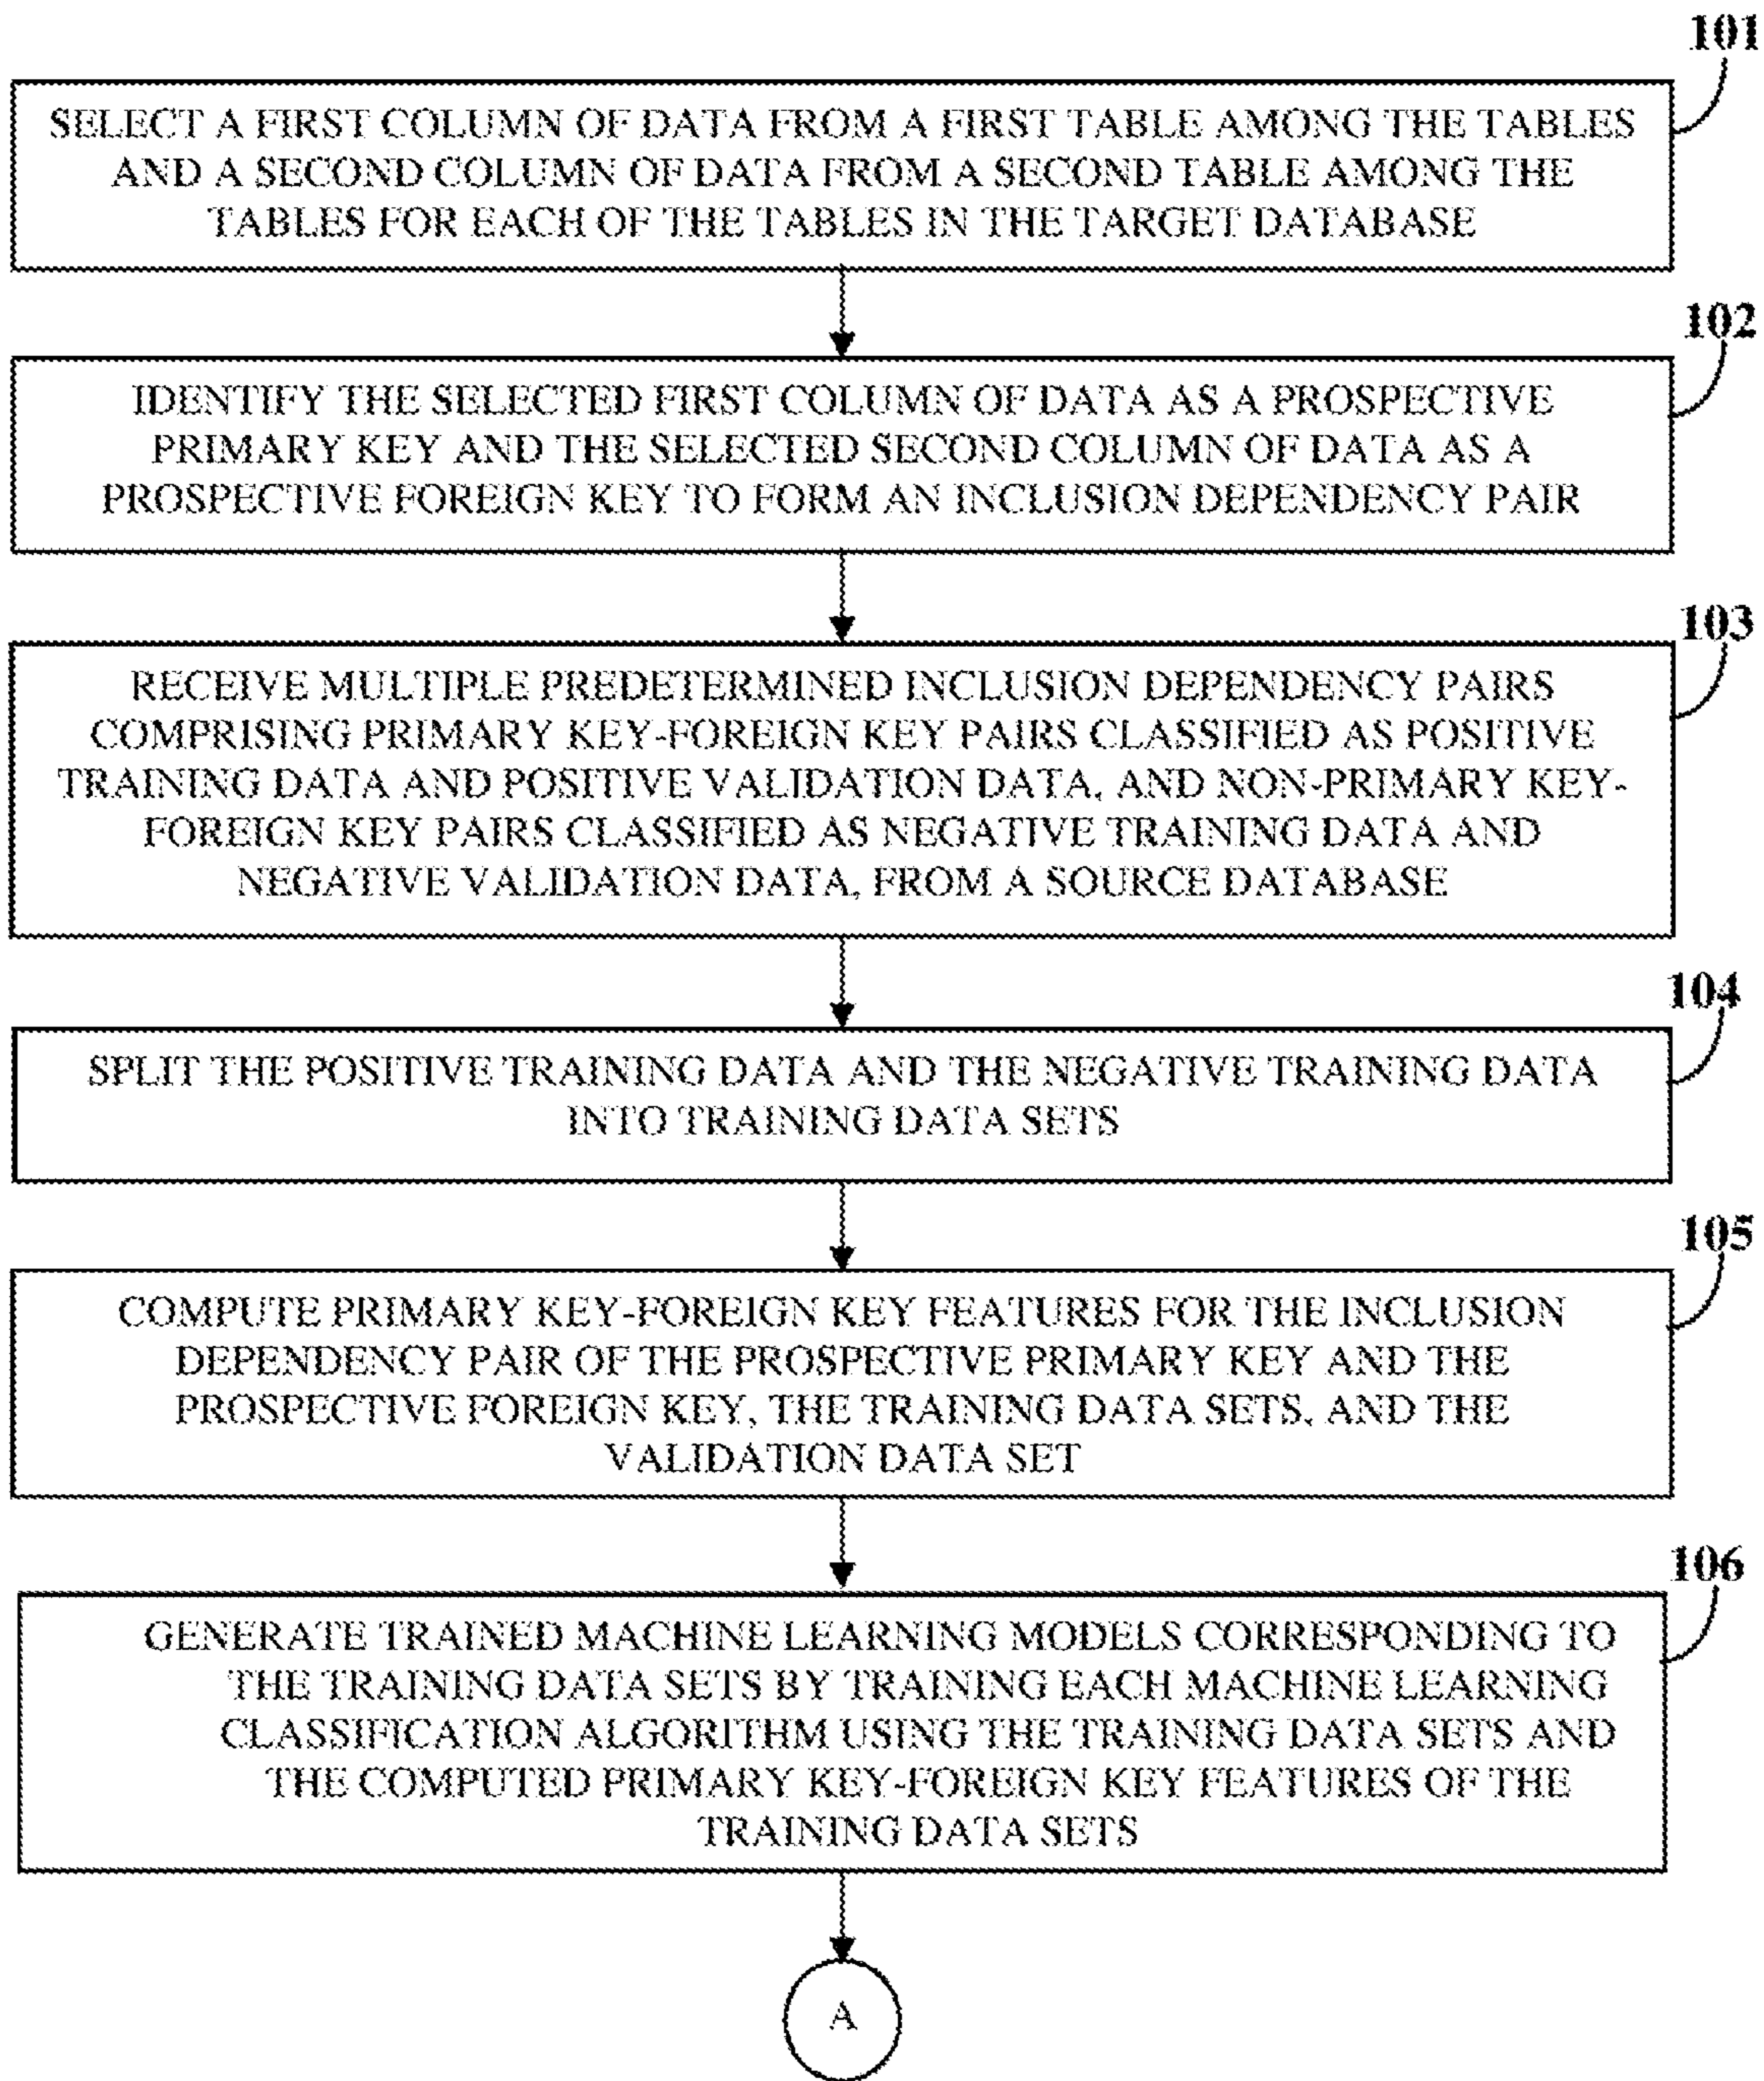 101
SELECT A FIRST COLUMN OF DATA FROM A FIRST TABLE AMONG THE TABLES
AND A SECOND COLUMN OF DATA FROM A SECOND TABLE AMONG THE
TABLES FOR EACH OF THE TABLES IN THE TARGET DATABASE
102
IDENTIFY THE SELECTED FIRST COLUMN OF DATA AS A PROSPECTIVE
PRIMARY KEY AND THE SELECTED SECOND COLUMN OF DATA AS A
PROSPECTIVE FOREIGN KEY TO FORM AN INCLUSION DEPENDENCY PAIR
103
RECEIVE MULTIPLE PREDETERMINED INCLUSION DEPENDENCY PAIRS
COMPRISING PRIMARY KEY-FOREIGN KEY PAIRS CLASSIFIED AS POSITIVE
TRAINING DATA AND POSITIVE VALIDATION DATA, AND NON-PRIMARY KEY-
FOREIGN KEY PAIRS CLASSIFIED AS NEGATIVE TRAINING DATA AND
NEGATIVE VALIDATION DATA, FROM A SOURCE DATABASE
104
SPLIT THE POSITIVE TRAINING DATA AND THE NEGATIVE TRAINING DATA
INTO TRAINING DATA SETS
105
COMPUTE PRIMARY KEY-FOREIGN KEY FEATURES FOR THE INCLUSION
DEPENDENCY PAIR OF THE PROSPECTIVE PRIMARY KEY AND THE
PROSPECTIVE FOREIGN KEY, THE TRAINING DATA SETS, AND THE
VALIDATION DATA SET
106
GENERATE TRAINED MACHINE LEARNING MODELS CORRESPONDING TO
THE TRAINING DATA SETS BY TRAINING EACH MACHINE LEARNING
CLASSIFICATION ALGORITHM USING THE TRAINING DATA SETS AND
THE COMPUTED PRIMARY KEY-FOREIGN KEY FEATURES OF THE
TRAINING DATA SETS
A